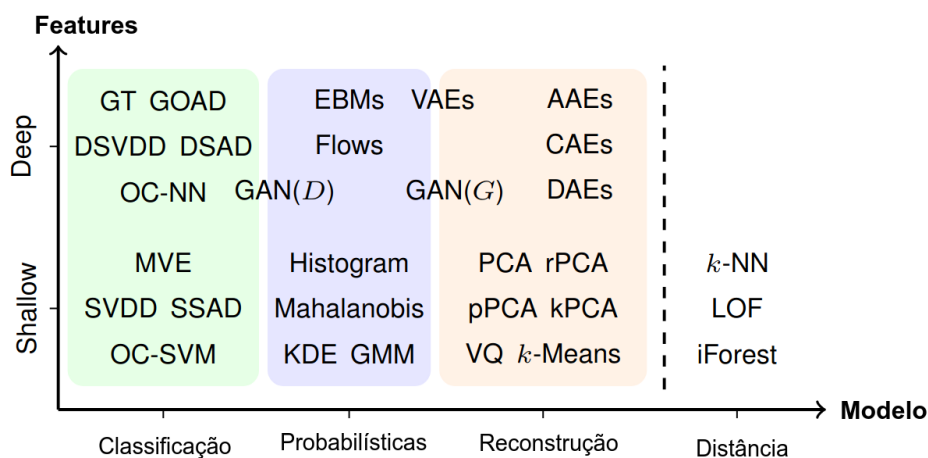 Features
Deep
GT GOAD EBMs VAEs AAEs
DSVDD DSAD Flows CAEs
OC-NN GAN(D) GAN(G) DAEs
Shallow
MVE Histogram PCA rPCA k-NN
SVDD SSAD Mahalanobis pPCA kPCA LOF
OC-SVM KDE GMM VQ k-Means iForest
Modelo
Classificação Probabilísticas Reconstrução Distância